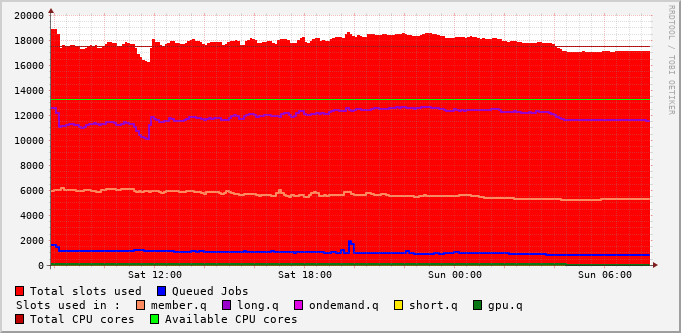 20000
18000
16000
14000
12000
10000
8000
6000
4000
2000
0
Sat 12:00 Sat 18:00 Sun 00:00 Sun 06:00
Total slots used Queued Jobs
Slots used in : member.q long.q ondemand.q short.q gpu.q
Total CPU cores Available CPU cores
RRDTOOL / TOBI OETIKER